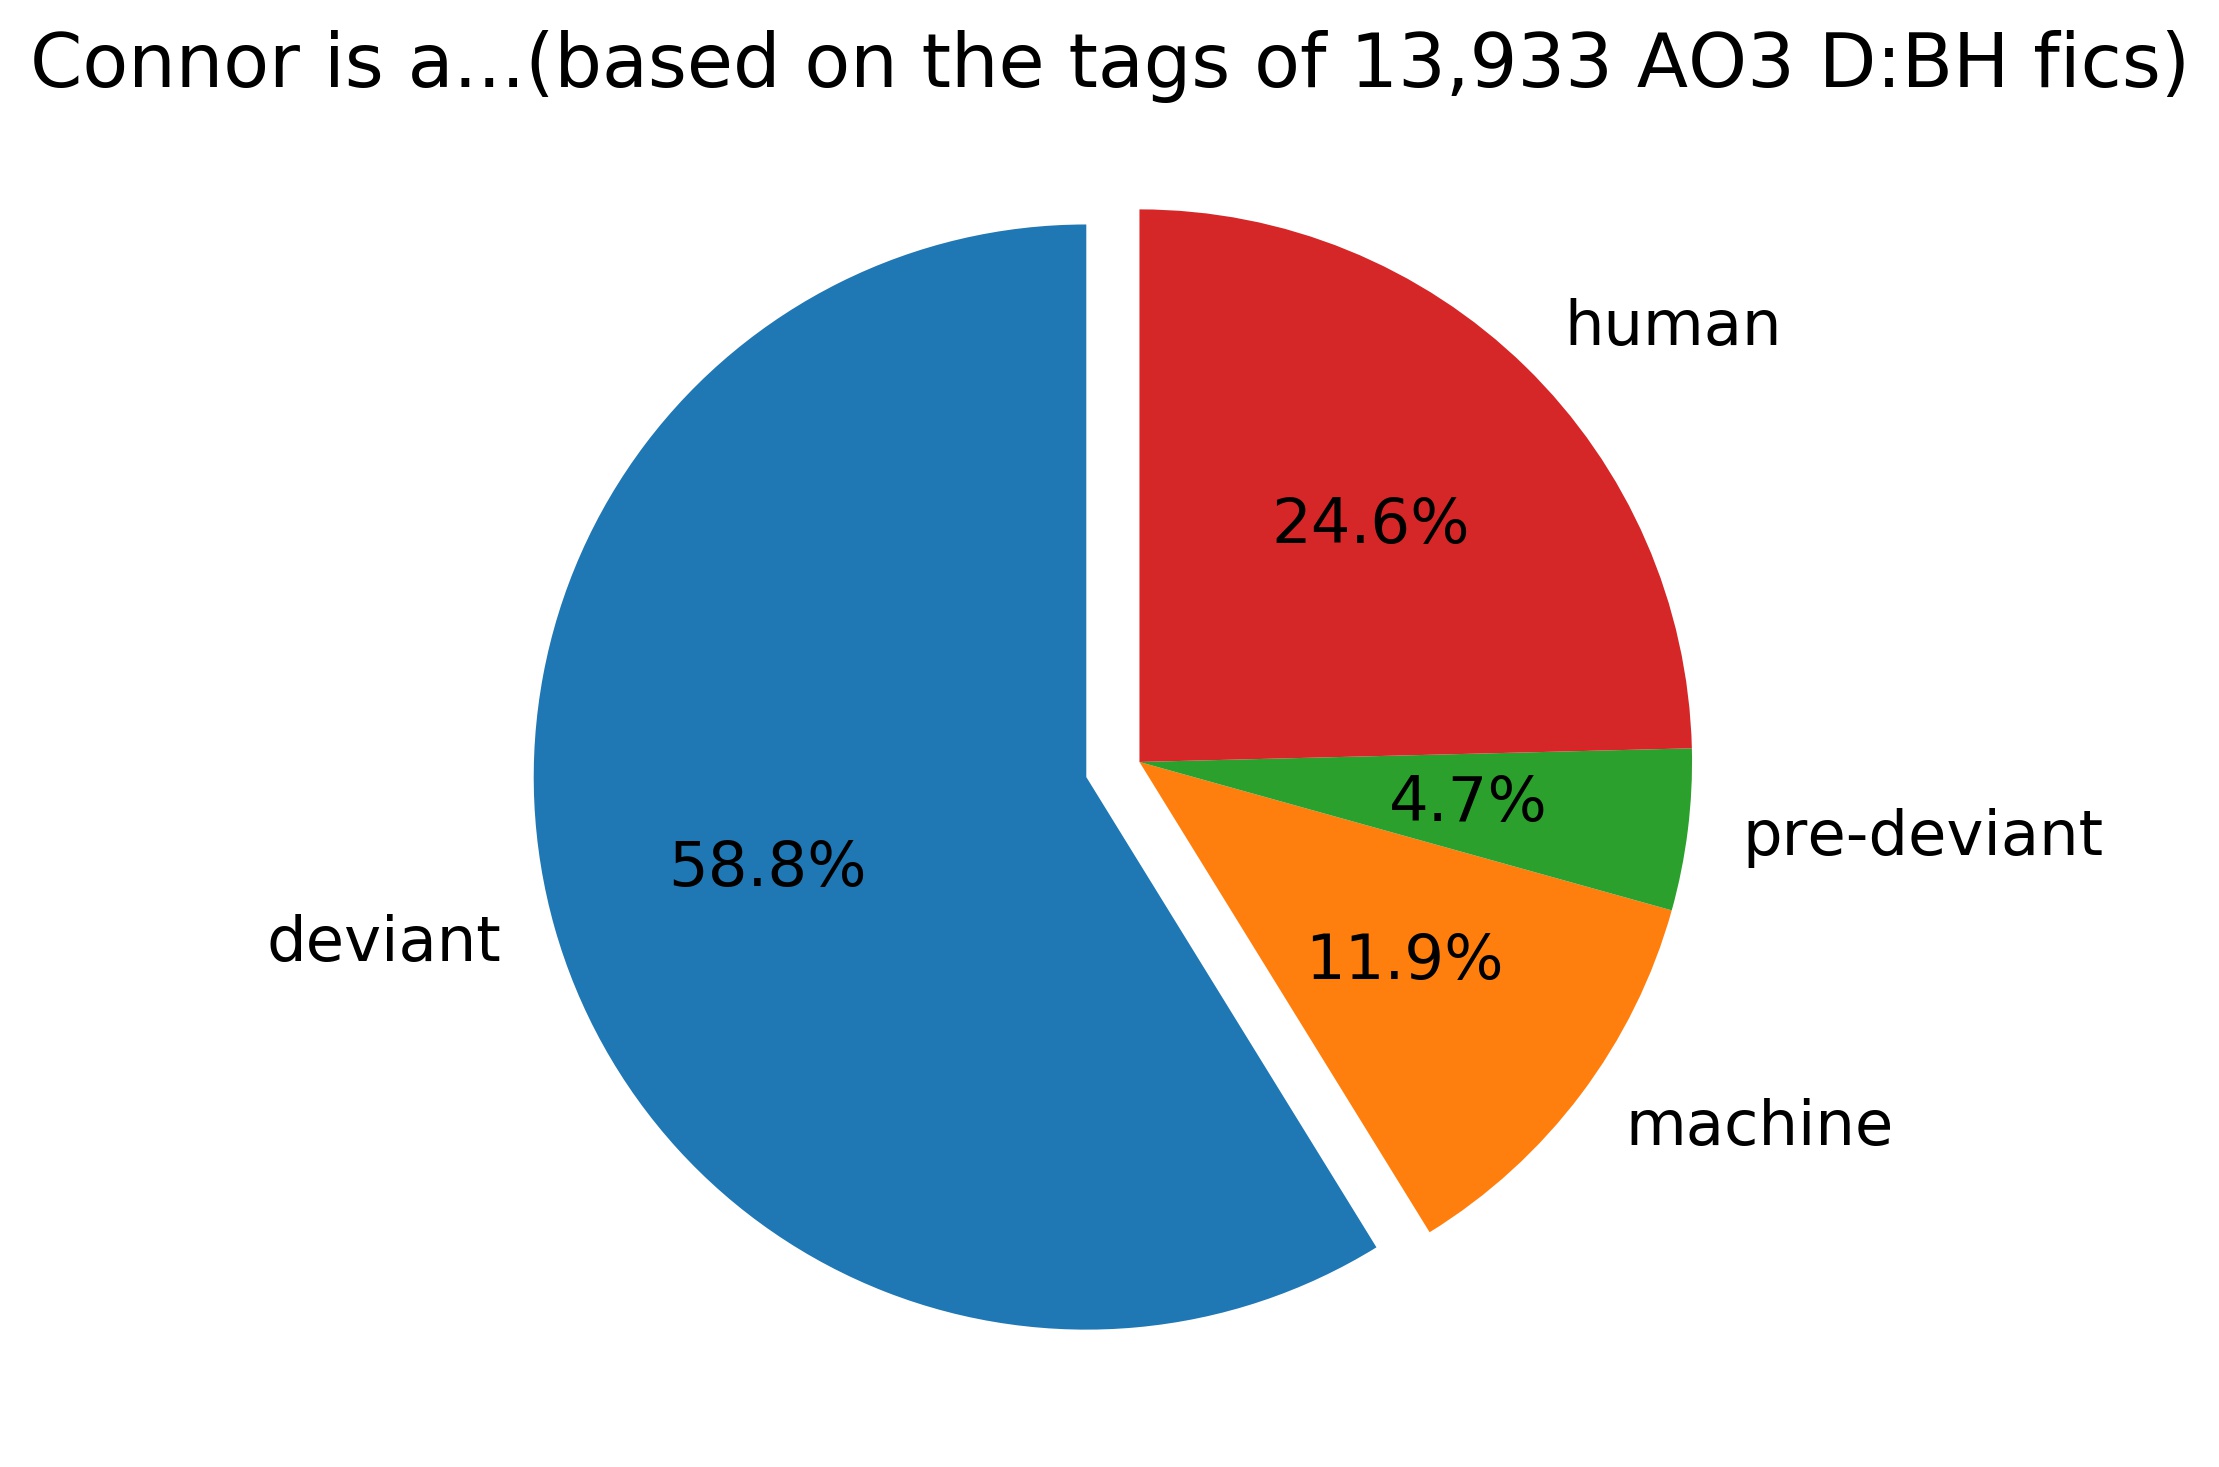 Connor is a...(based on the tags of 13,933 AO3 D:BH fics)
human
24.6%
4.7%
pre-deviant
58.8%
deviant
11.9%
machine